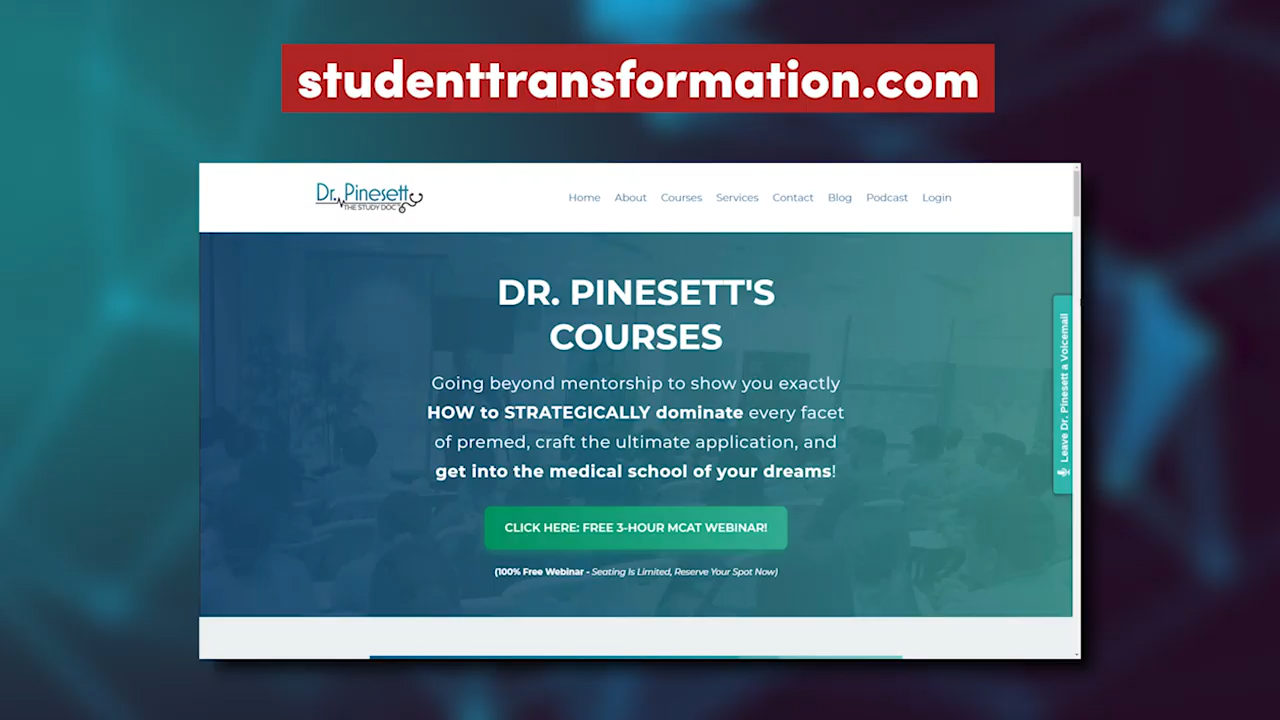 studenttransformation.com
Dr. Pinesett
THE STUDY DOC
Home About Courses Services Contact Blog Podcast Login
DR. PINESETT'S
COURSES
Going beyond mentorship to show you exactly
HOW to STRATEGICALLY dominate every facet
of premed, craft the ultimate application, and
get into the medical school of your dreams!
CLICK HERE: FREE 3-HOUR MCAT WEBINAR!
(100% Free Webinar - Seating Is Limited, Reserve Your Spot Now)
Leave Dr. Pinesett a Voicemail